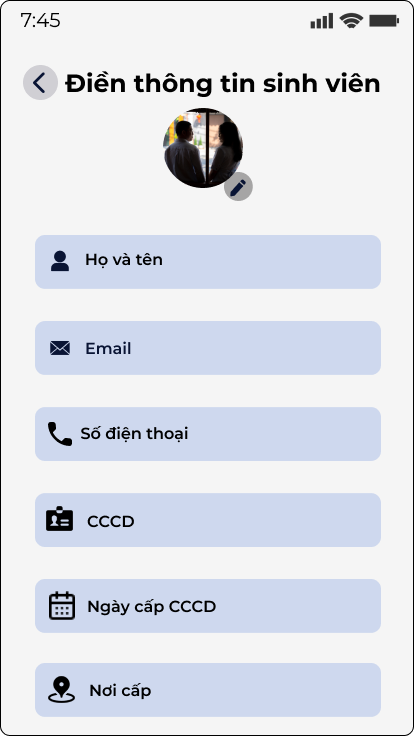 7:45
Điền thông tin sinh viên
Họ và tên
Email
Số điện thoại
CCCD
Ngày cấp CCCD
Nơi cấp